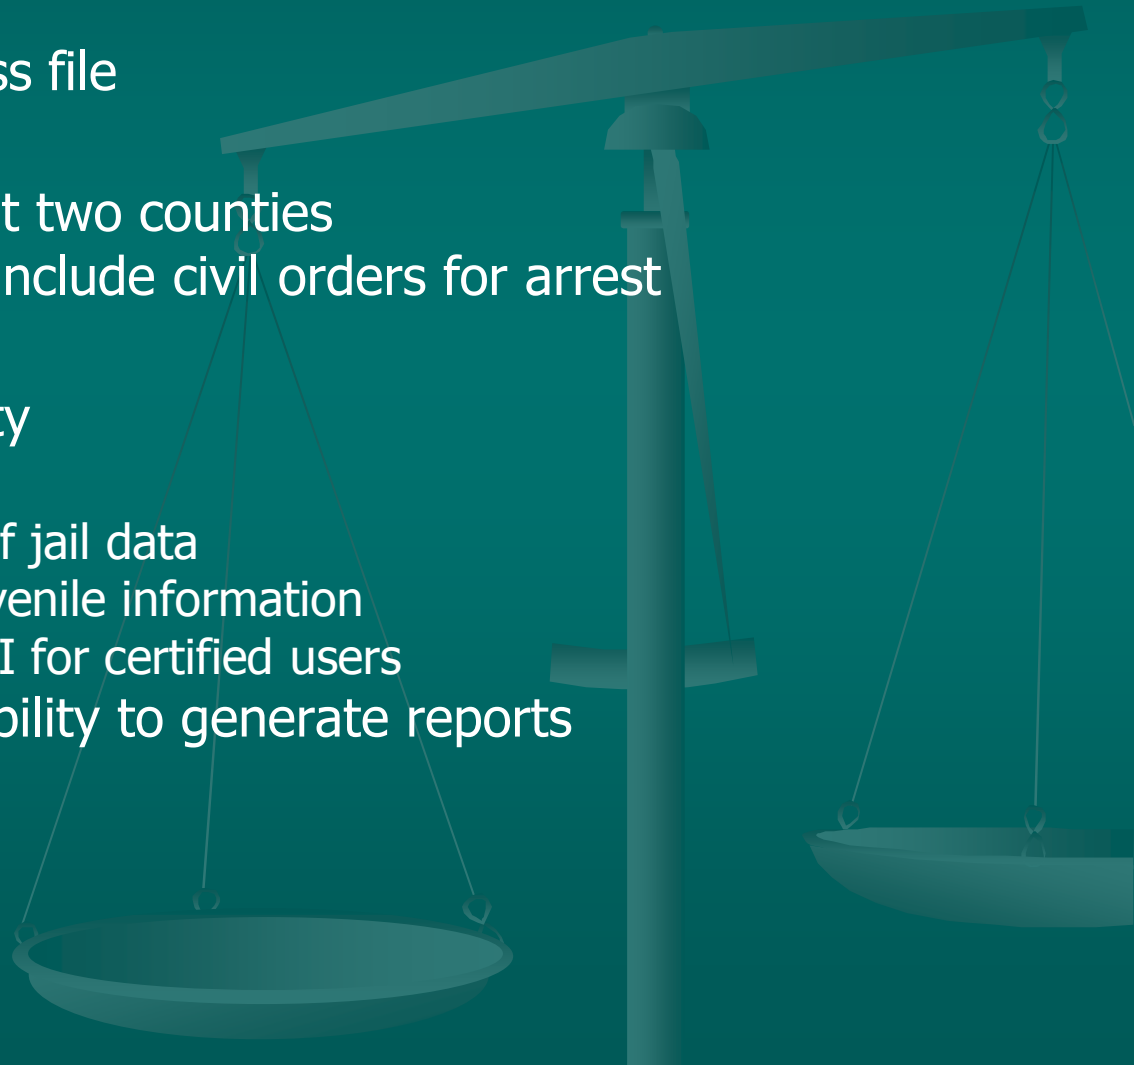 ss file
t two counties
nclude civil orders for arrest
ty
f jail data
venile information
I for certified users
bility to generate reports